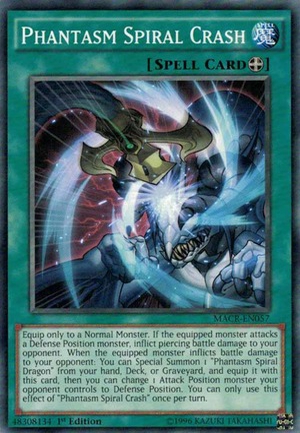 PHANTASM SPIRAL CRASH
[SPELL CARD]
MACR-EN057
Equip only to a Normal Monster. If the equipped monster attacks
a Defense Position monster, inflict piercing battle damage to your
opponent. When the equipped monster inflicts battle damage
to your opponent: You can Special Summon 1 "Phantasm Spiral
Dragon" from your hand, Deck, or Graveyard, and equip it with
this card, then you can change 1 Attack Position monster your
opponent controls to Defense Position. You can only use this
effect of "Phantasm Spiral Crash" once per turn.
48308134 1st Edition ©1996 KAZUKI TAKAHASHI